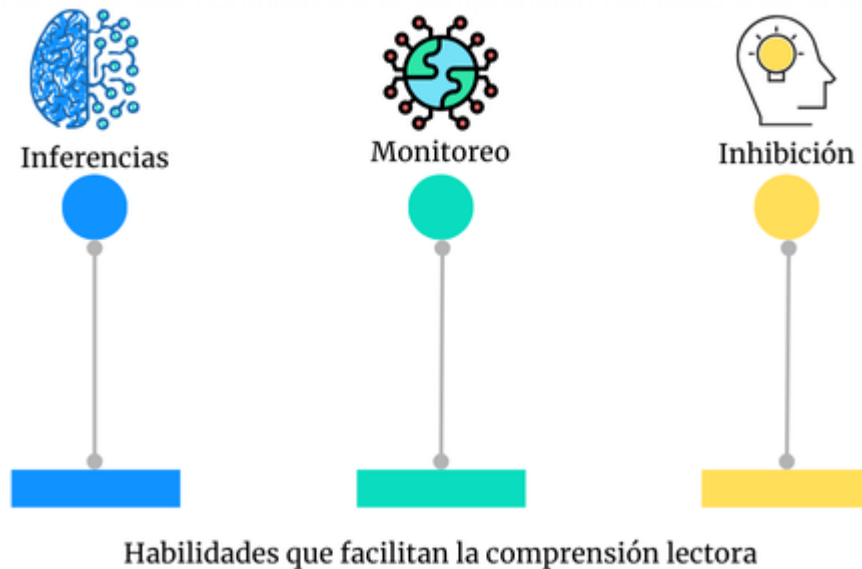 Inferencias
Monitoreo
Inhibición
Habilidades que facilitan la comprensión lectora